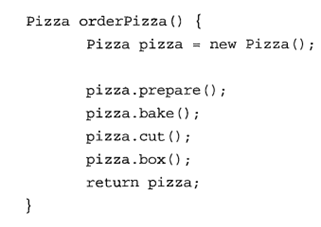 Pizza orderPizza() {
Pizza pizza = new Pizza();
pizza.prepare();
pizza.bake();
pizza.cut();
pizza.box();
return pizza;
}